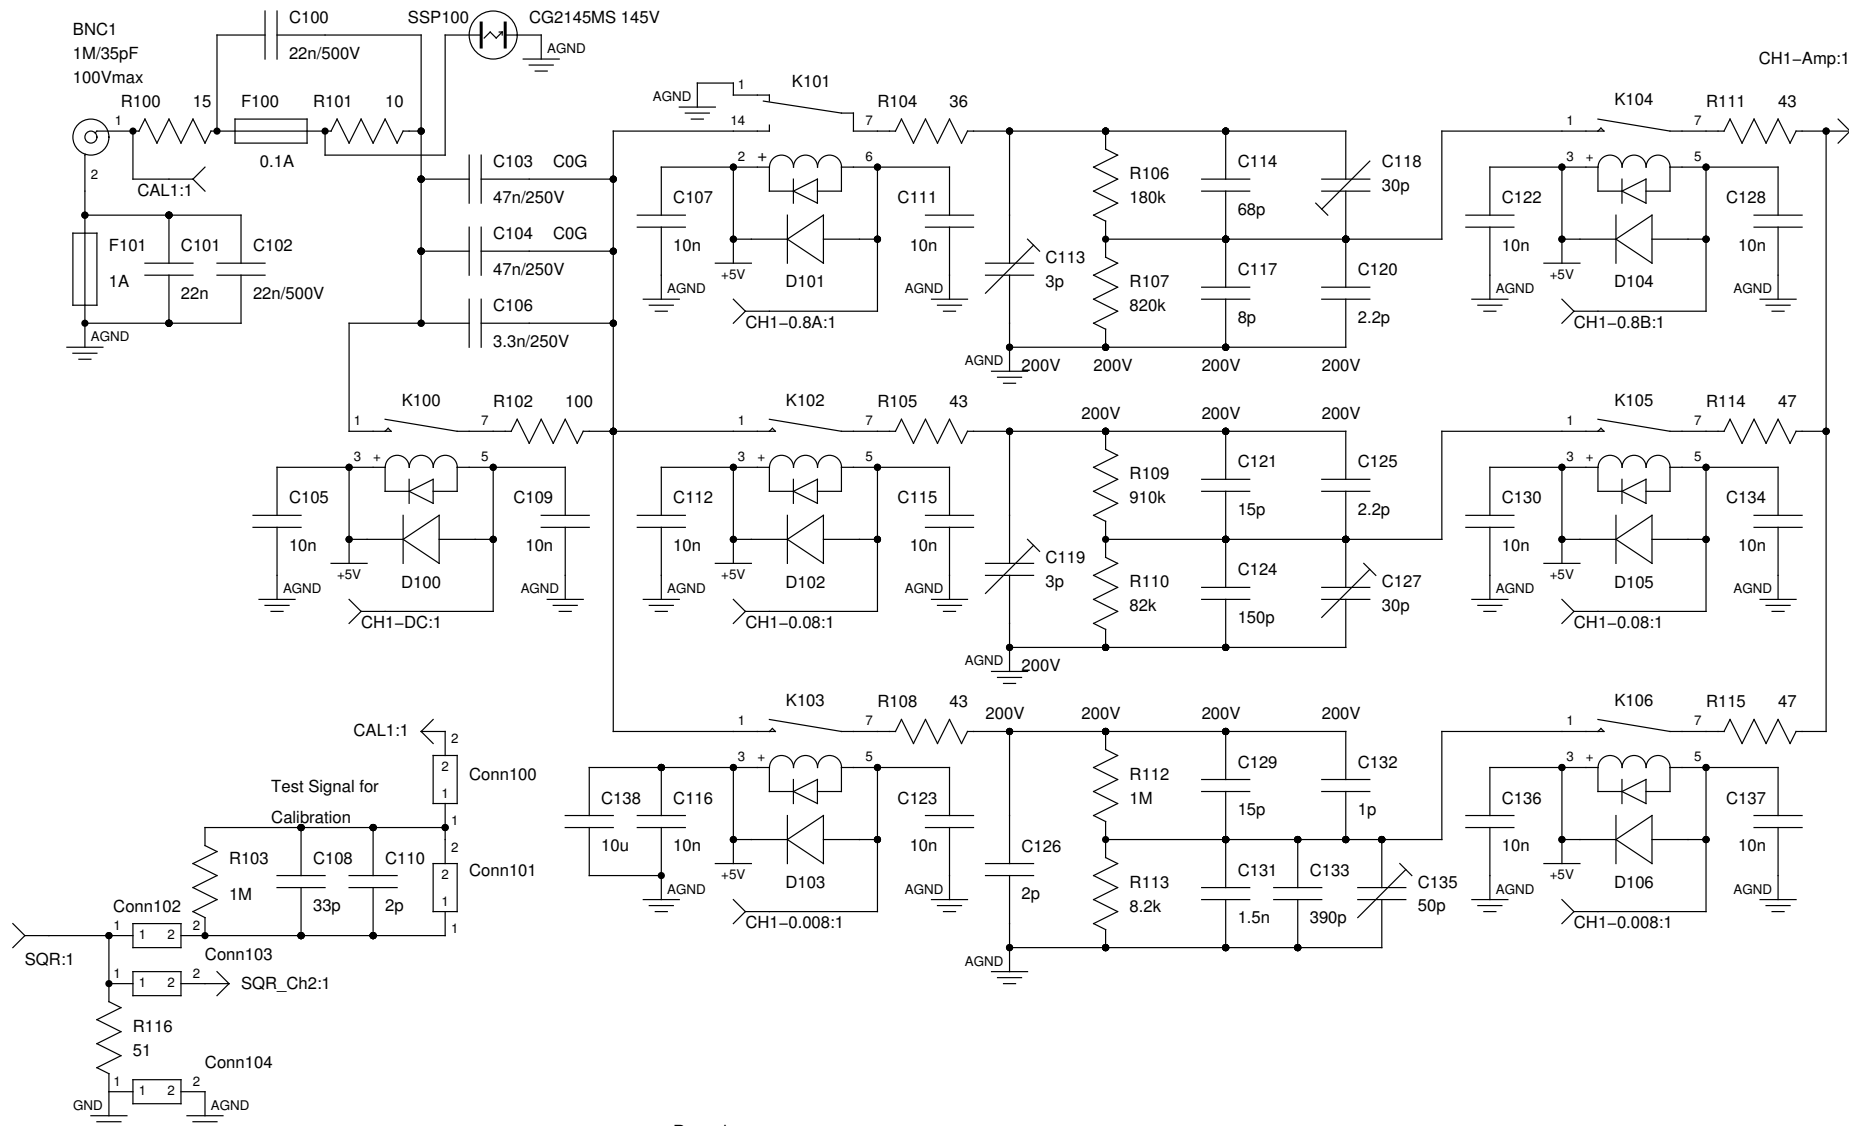 BNC1
1M/35pF
100Vmax
C100
22n/500V
SSP100
CG2145MS 145V
AGND
CH1−Amp:1
R100 15
F100
0.1A
R101 10
1
2
CAL1:1
F101
1A
C101
22n
C102
22n/500V
AGND
C103 C0G
47n/250V
C104 C0G
47n/250V
C106
3.3n/250V
AGND
1
K101
14
7
R104 36
2 + 6
C107
10n
AGND
+5V
D101
C111
10n
AGND
CH1−0.8A:1
C113
3p
R106
180k
R107
820k
C114
68p
C117
8p
C118
30p
C120
2.2p
AGND
200V 200V 200V 200V
1
K104
7
R111 43
3 + 5
C122
10n
AGND
+5V
D104
C128
10n
AGND
CH1−0.8B:1
1
K100
7
R102 100
3 + 5
C105
10n
AGND
+5V
D100
C109
10n
AGND
CH1−DC:1
1
K102
7
R105 43
3 + 5
C112
10n
AGND
+5V
D102
C115
10n
AGND
CH1−0.08:1
200V 200V 200V
C119
3p
R109
910k
R110
82k
C121
15p
C124
150p
C125
2.2p
C127
30p
AGND
200V
1
K105
7
R114 47
3 + 5
C130
10n
AGND
+5V
D105
C134
10n
AGND
CH1−0.08:1
1
K103
7
R108 43
3 + 5
C138
10u
C116
10n
AGND
+5V
D103
C123
10n
AGND
CH1−0.008:1
200V 200V 200V 200V
C126
2p
R112
1M
R113
8.2k
C129
15p
C132
1p
C131
1.5n
C133
390p
C135
50p
AGND
1
K106
7
R115 47
3 + 5
C136
10n
AGND
+5V
D106
C137
10n
AGND
CH1−0.008:1
CAL1:1
2
2
1
Conn100
1
Test Signal for
Calibration
R103
1M
C108
33p
C110
2p
2
2
1
Conn101
1
Conn102
1 1 2 2
SQR:1
Conn103
1 1 2 2
SQR_Ch2:1
R116
51
Conn104
1 1 2 2
GND
AGND